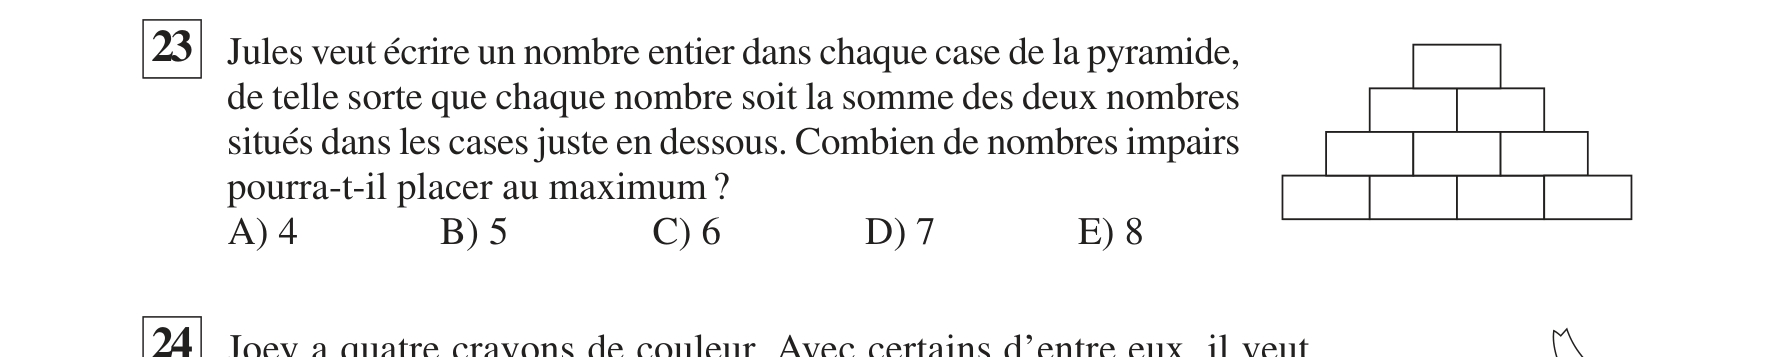 23 Jules veut écrire un nombre entier dans chaque case de la pyramide,
de telle sorte que chaque nombre soit la somme des deux nombres
situés dans les cases juste en dessous. Combien de nombres impairs
pourra-t-il placer au maximum ?
A) 4 B) 5 C) 6 D) 7 E) 8
24 Joey a quatre crayons de couleur. Avec certains d'entre eux, il veut